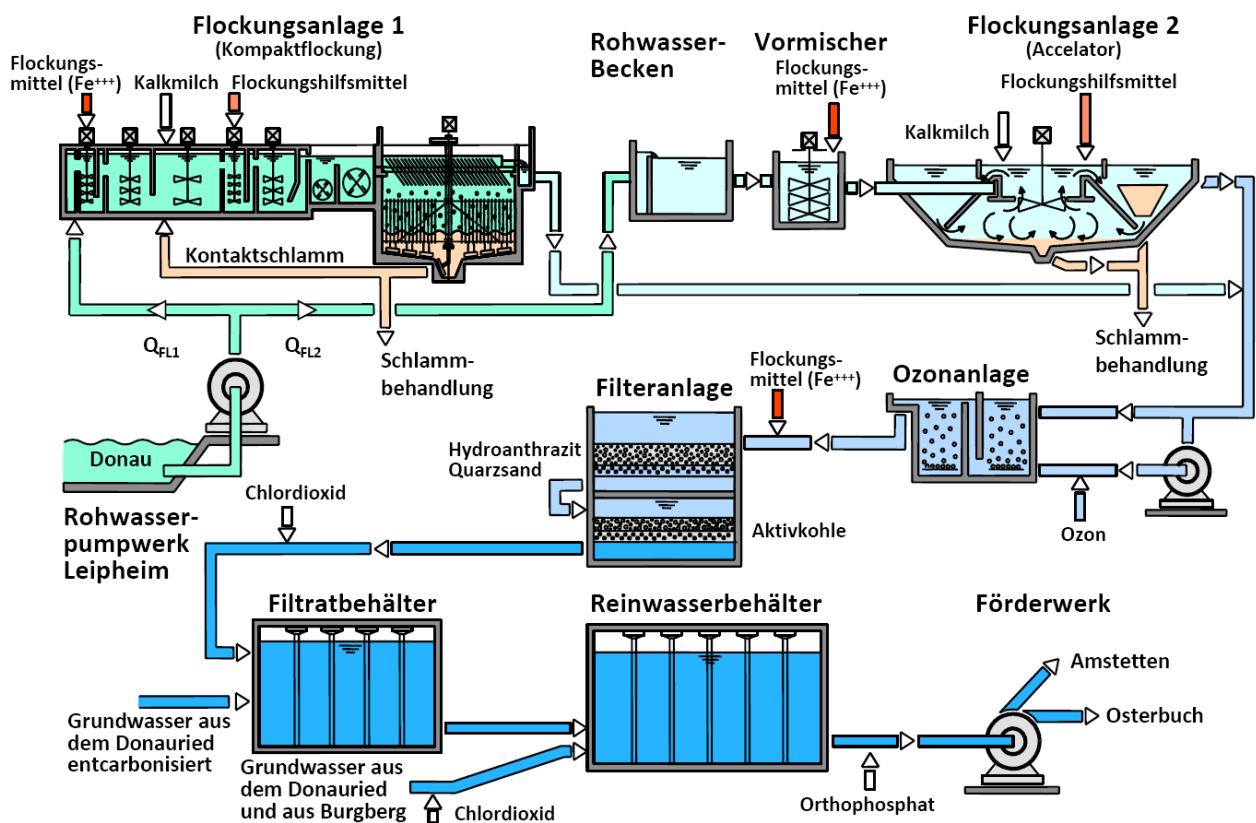 Flockungsanlage 1
(Kompaktflockung)
Flockungs-
mittel (Fe⁺⁺⁺)
Kalkmilch
Flockungshilfsmittel
Rohwasser-
Becken
Vormischer
Flockungs-
mittel (Fe⁺⁺⁺)
Flockungsanlage 2
(Accelator)
Flockungshilfsmittel
Kalkmilch
Kontaktschlamm
Q_FL1
Q_FL2
Schlamm-
behandlung
Schlamm-
behandlung
Donau
Rohwasser-
pumpwerk
Leipheim
Filteranlage
Flockungs-
mittel (Fe⁺⁺⁺)
Ozonanlage
Hydroanthrazit
Quarzsand
Aktivkohle
Ozon
Chlordioxid
Filtratbehälter
Reinwasserbehälter
Förderwerk
Amstetten
Osterbuch
Grundwasser aus
dem Donauried
entcarbonisiert
Grundwasser aus
dem Donauried
und aus Burgberg
Chlordioxid
Orthophosphat